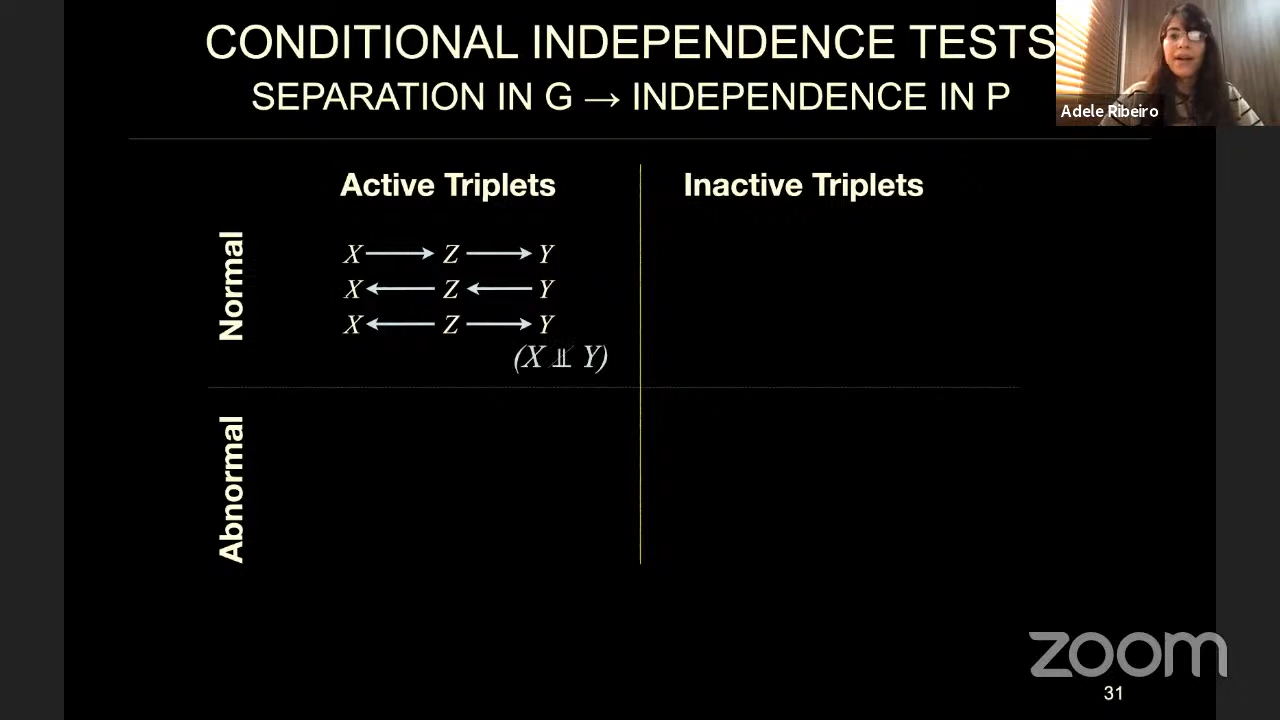 CONDITIONAL INDEPENDENCE TESTS
SEPARATION IN G → INDEPENDENCE IN P
Adele Ribeiro
Active Triplets
Inactive Triplets
Normal
X → Z → Y
X ← Z ← Y
X ← Z → Y
(X ⫫̸ Y)
Abnormal
zoom
31